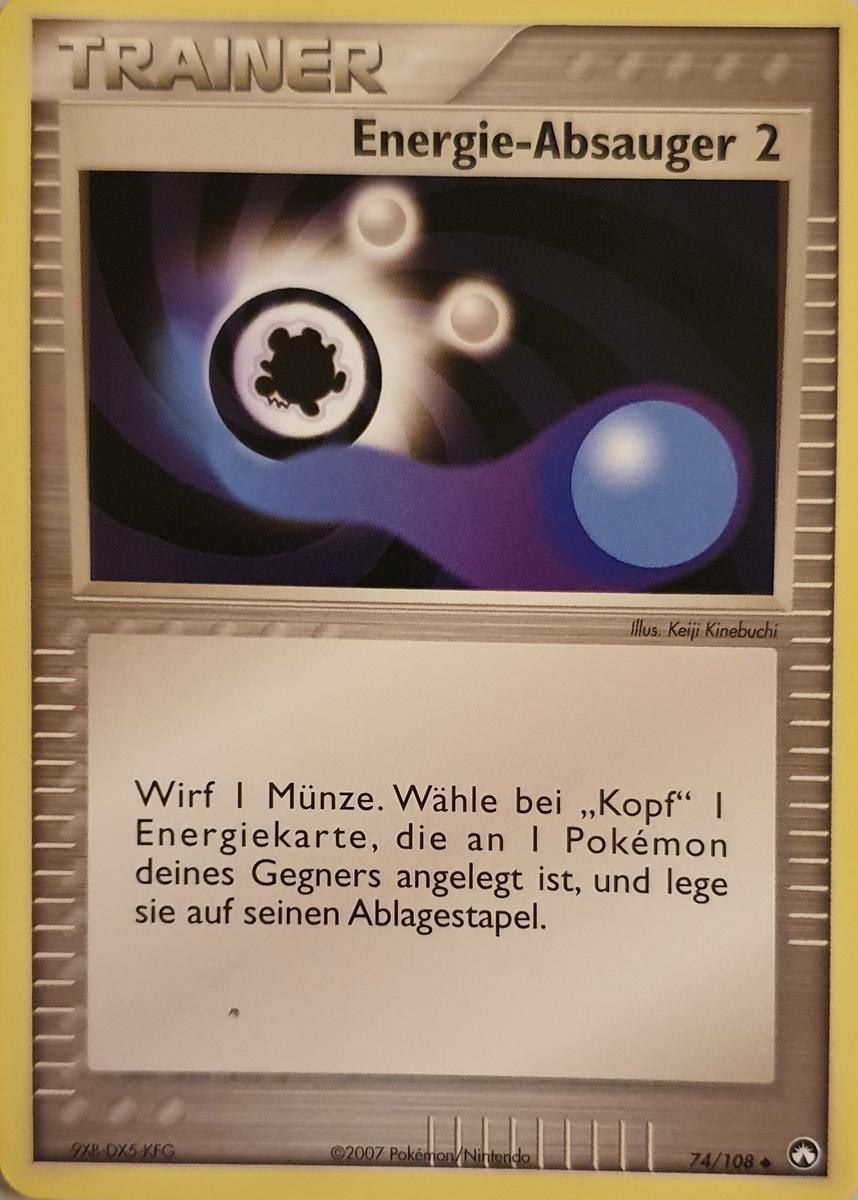 TRAINER
Energie-Absauger 2
Illus. Keiji Kinebuchi
Wirf 1 Münze. Wähle bei „Kopf“ 1
Energiekarte, die an 1 Pokémon
deines Gegners angelegt ist, und lege
sie auf seinen Ablagestapel.
9XB-DX5-KFG ©2007 Pokémon/Nintendo 74/108 ◆